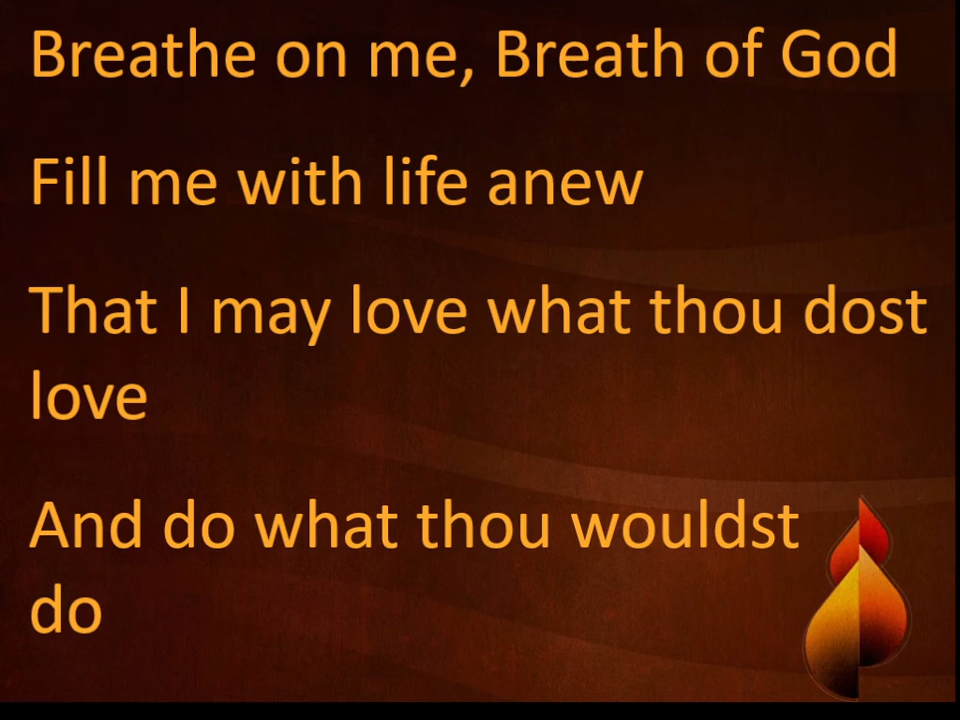 Breathe on me, Breath of God
Fill me with life anew
That I may love what thou dost
love
And do what thou wouldst
do